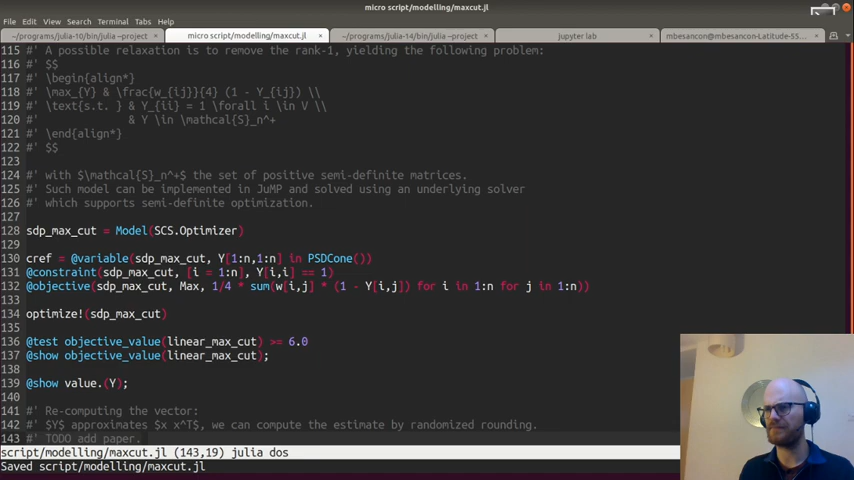 micro script/modelling/maxcut.jl
File Edit View Search Terminal Tabs Help
~/programs/julia-10/bin/julia --project × micro script/modelling/maxcut.jl × ~/programs/julia-14/bin/julia --project × jupyter lab × mbesancon@mbesancon-Latitude-55... ×
115 #' A possible relaxation is to remove the rank-1, yielding the following problem:
116 #' $$
117 #' \begin{align*}
118 #' \max_{Y} & \frac{w_{ij}}{4} (1 - Y_{ij}) \\
119 #' \text{s.t. } & Y_{ii} = 1 \forall i \in V \\
120 #' & Y \in \mathcal{S}_n^+
121 #' \end{align*}
122 #' $$
123
124 #' with $\mathcal{S}_n^+$ the set of positive semi-definite matrices.
125 #' Such model can be implemented in JuMP and solved using an underlying solver
126 #' which supports semi-definite optimization.
127
128 sdp_max_cut = Model(SCS.Optimizer)
129
130 cref = @variable(sdp_max_cut, Y[1:n,1:n] in PSDCone())
131 @constraint(sdp_max_cut, [i = 1:n], Y[i,i] == 1)
132 @objective(sdp_max_cut, Max, 1/4 * sum(w[i,j] * (1 - Y[i,j]) for i in 1:n for j in 1:n))
133
134 optimize!(sdp_max_cut)
135
136 @test objective_value(linear_max_cut) >= 6.0
137 @show objective_value(linear_max_cut);
138
139 @show value.(Y);
140
141 #' Re-computing the vector:
142 #' $Y$ approximates $x x^T$, we can compute the estimate by randomized rounding.
143 #' TODO add paper.
script/modelling/maxcut.jl (143,19) julia dos
Saved script/modelling/maxcut.jl